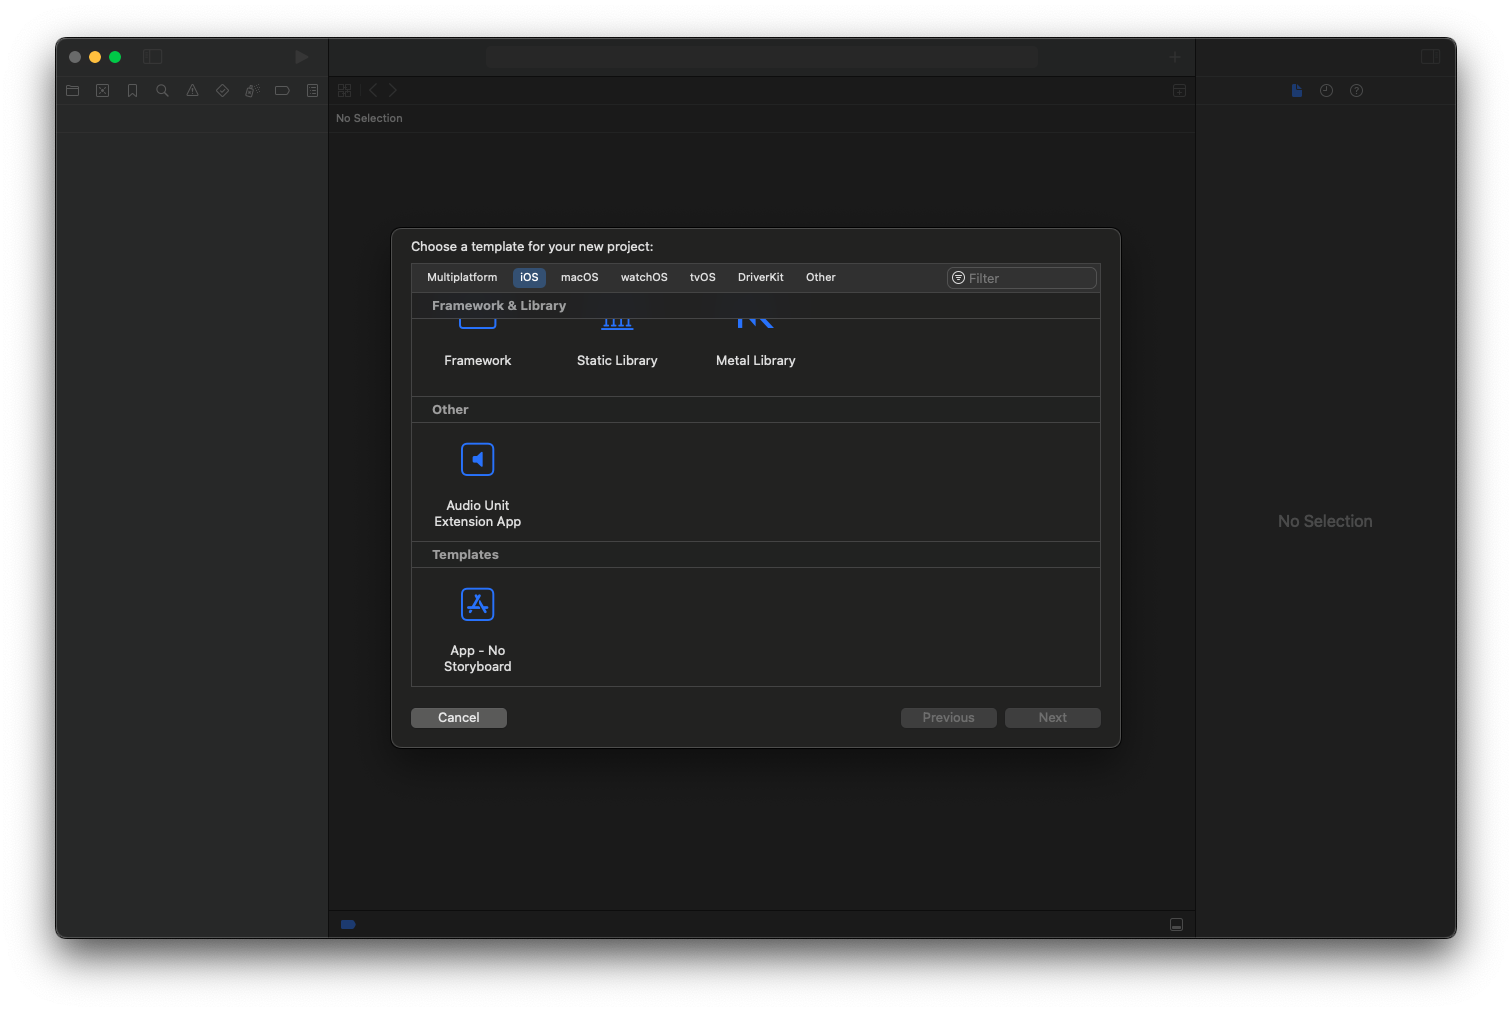 No Selection
Choose a template for your new project:
Multiplatform iOS macOS watchOS tvOS DriverKit Other Filter
Framework & Library
Framework Static Library Metal Library
Other
Audio Unit
Extension App
Templates
App - No
Storyboard
Cancel Previous Next
No Selection